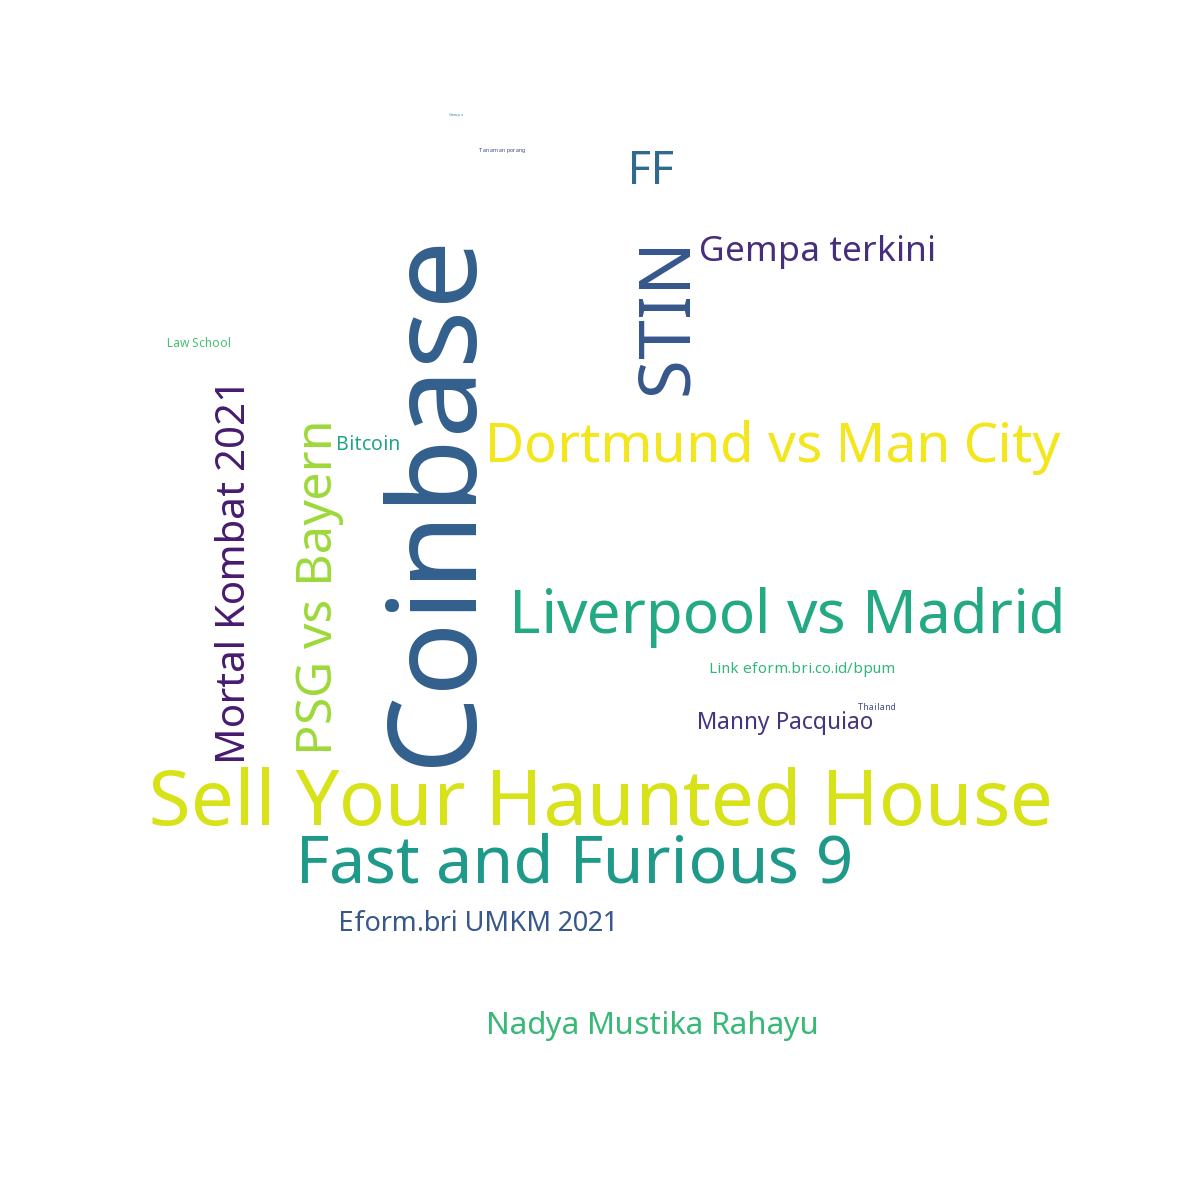 Gempa
Tanaman porang
FF
Gempa terkini
STIN
Coinbase
Law School
Mortal Kombat 2021
PSG vs Bayern
Bitcoin
Dortmund vs Man City
Liverpool vs Madrid
Link eform.bri.co.id/bpum
Thailand
Manny Pacquiao
Sell Your Haunted House
Fast and Furious 9
Eform.bri UMKM 2021
Nadya Mustika Rahayu